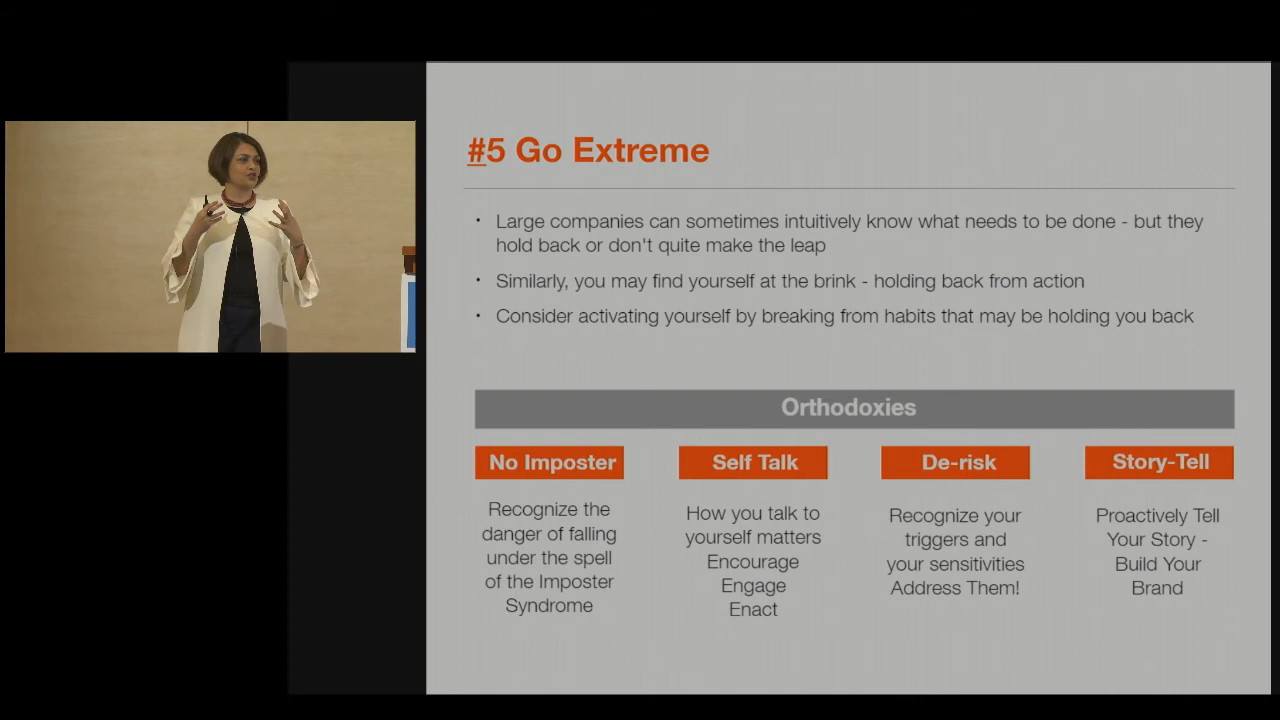 #5 Go Extreme
• Large companies can sometimes intuitively know what needs to be done - but they
hold back or don't quite make the leap
• Similarly, you may find yourself at the brink - holding back from action
• Consider activating yourself by breaking from habits that may be holding you back
Orthodoxies
No Imposter
Recognize the
danger of falling
under the spell
of the Imposter
Syndrome
Self Talk
How you talk to
yourself matters
Encourage
Engage
Enact
De-risk
Recognize your
triggers and
your sensitivities
Address Them!
Story-Tell
Proactively Tell
Your Story -
Build Your
Brand